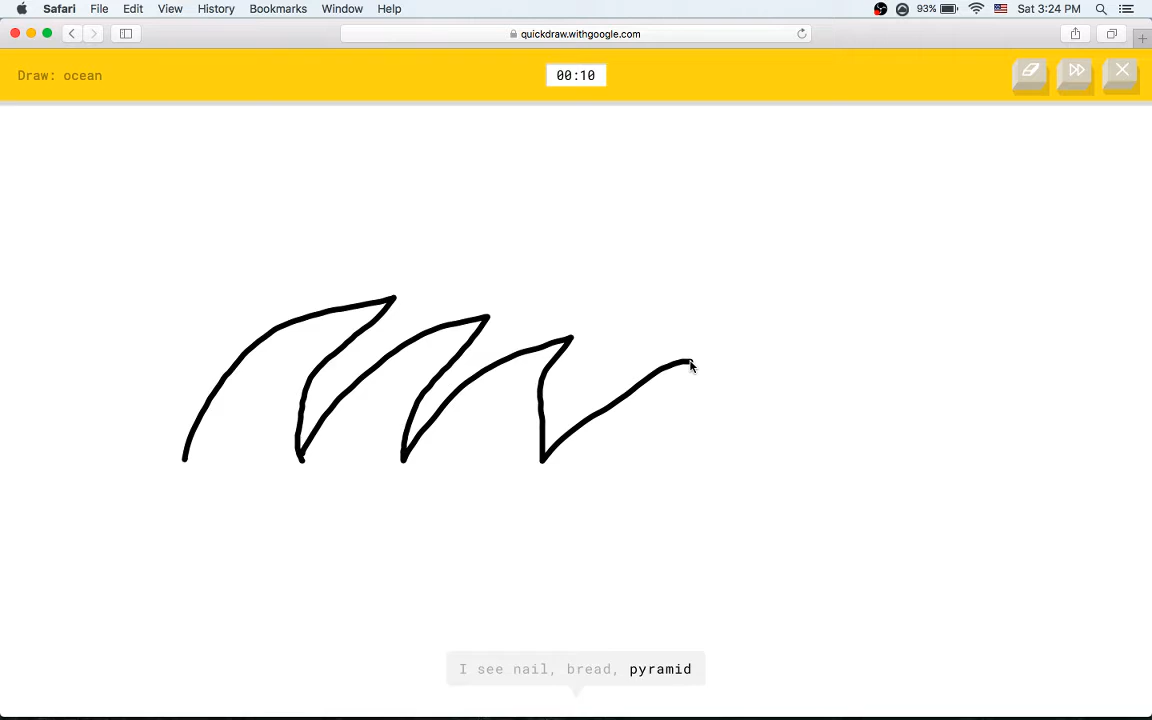 Safari File Edit View History Bookmarks Window Help 93% Sat 3:24 PM
quickdraw.withgoogle.com
Draw: ocean 00:10
I see nail, bread, pyramid